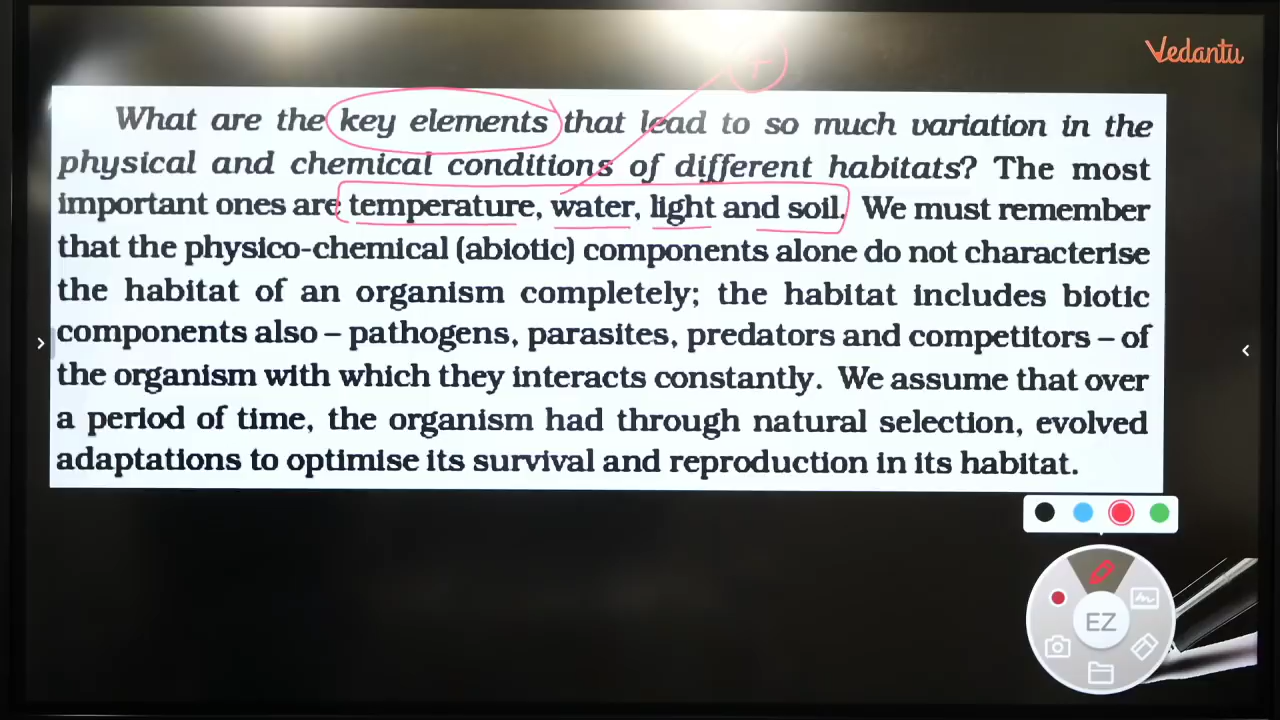 Vedantu
What are the key elements that lead to so much variation in the
physical and chemical conditions of different habitats? The most
important ones are temperature, water, light and soil. We must remember
that the physico-chemical (abiotic) components alone do not characterise
the habitat of an organism completely; the habitat includes biotic
components also – pathogens, parasites, predators and competitors – of
the organism with which they interacts constantly. We assume that over
a period of time, the organism had through natural selection, evolved
adaptations to optimise its survival and reproduction in its habitat.
EZ